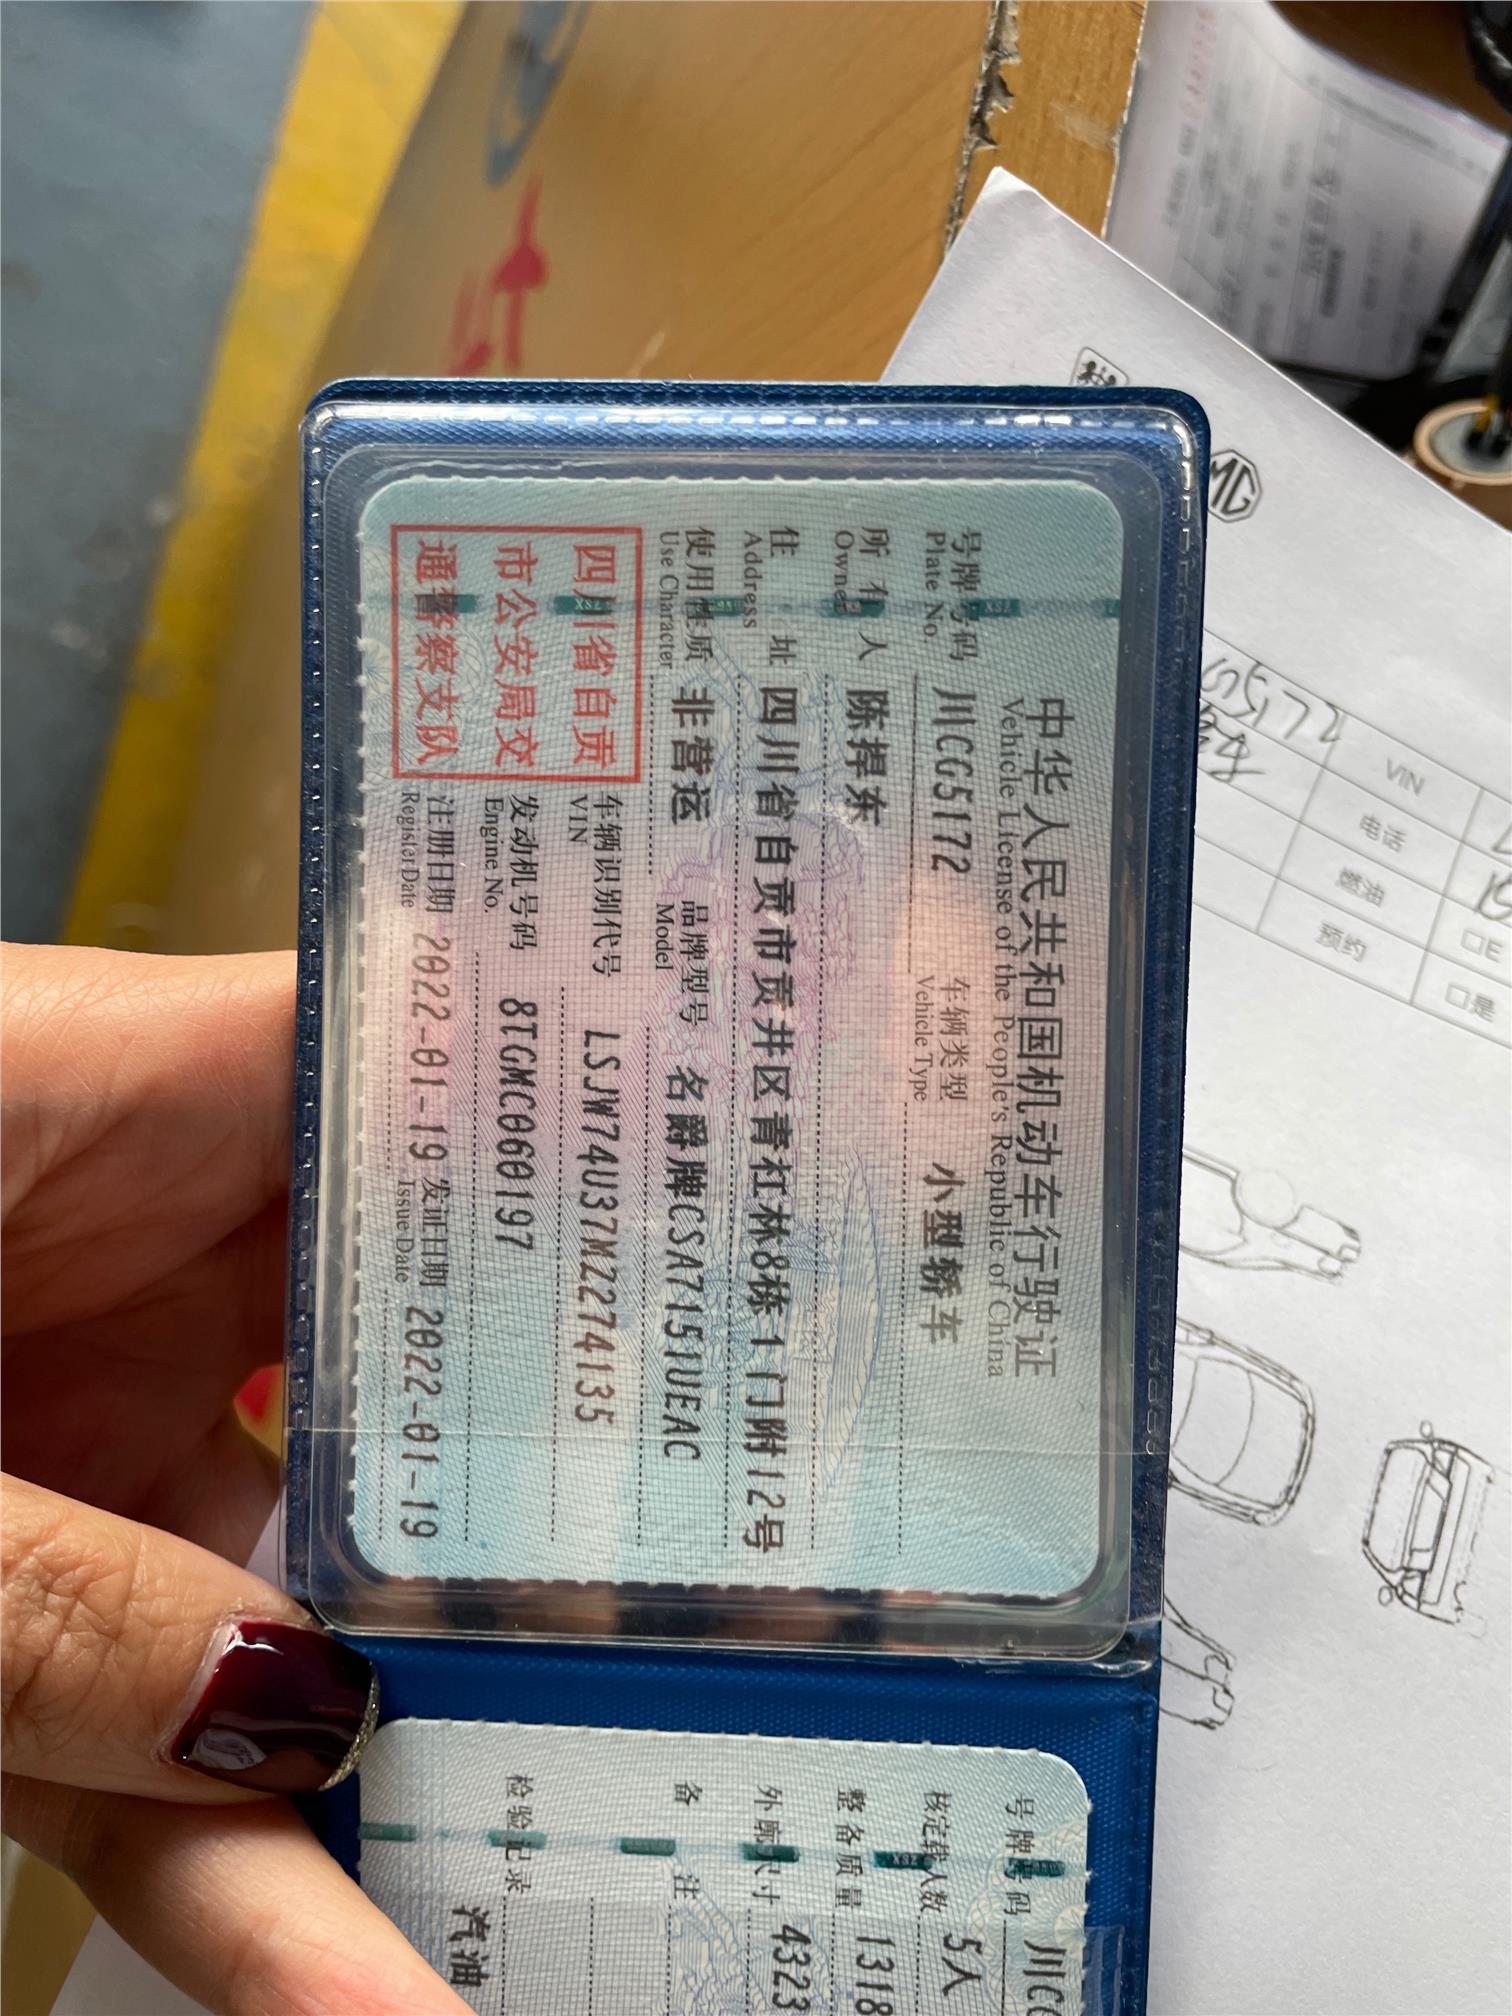 中华人民共和国机动车行驶证
Vehicle License of the People's Republic of China
号牌号码 川CG5172 车辆类型 小型轿车
Plate No. Vehicle Type
所有人 陈捍东
Owner
住址 四川省自贡市贡井区青杠林8栋1门附12号
Address
使用性质 非营运 品牌型号 名爵牌CSA7151UEAC
Use Character Model
四川省自贡
市公安局交
通警察支队
车辆识别代号 LSJW74U37MZ274135
VIN
发动机号码 8TGMC060197
Engine No.
注册日期 2022-01-19 发证日期 2022-01-19
Register Date Issue Date
号牌号码 川CG
核定载人数 5人
整备质量 1318
外廓尺寸 4323
备注
检验记录
汽油
MG
VIN
电话
燃油
预约
□E
□是